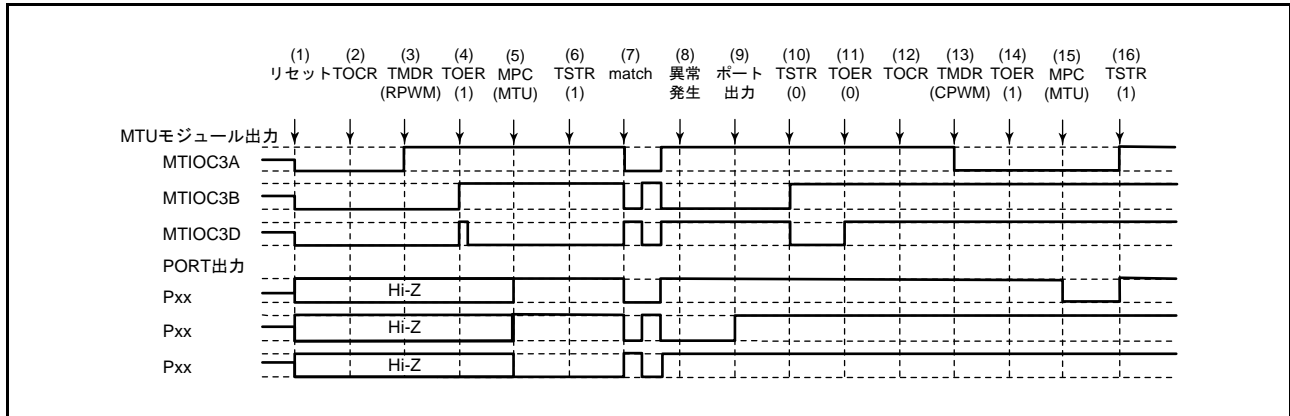 (1) (2) (3) (4) (5) (6) (7) (8) (9) (10) (11) (12) (13) (14) (15) (16)
リセット TOCR TMDR TOER MPC TSTR match 異常 ポート TSTR TOER TOCR TMDR TOER MPC TSTR
(RPWM) (1) (MTU) (1) 発生 出力 (0) (0) (CPWM) (1) (MTU) (1)
MTUモジュール出力
MTIOC3A
MTIOC3B
MTIOC3D
PORT出力
Pxx Hi-Z
Pxx Hi-Z
Pxx Hi-Z